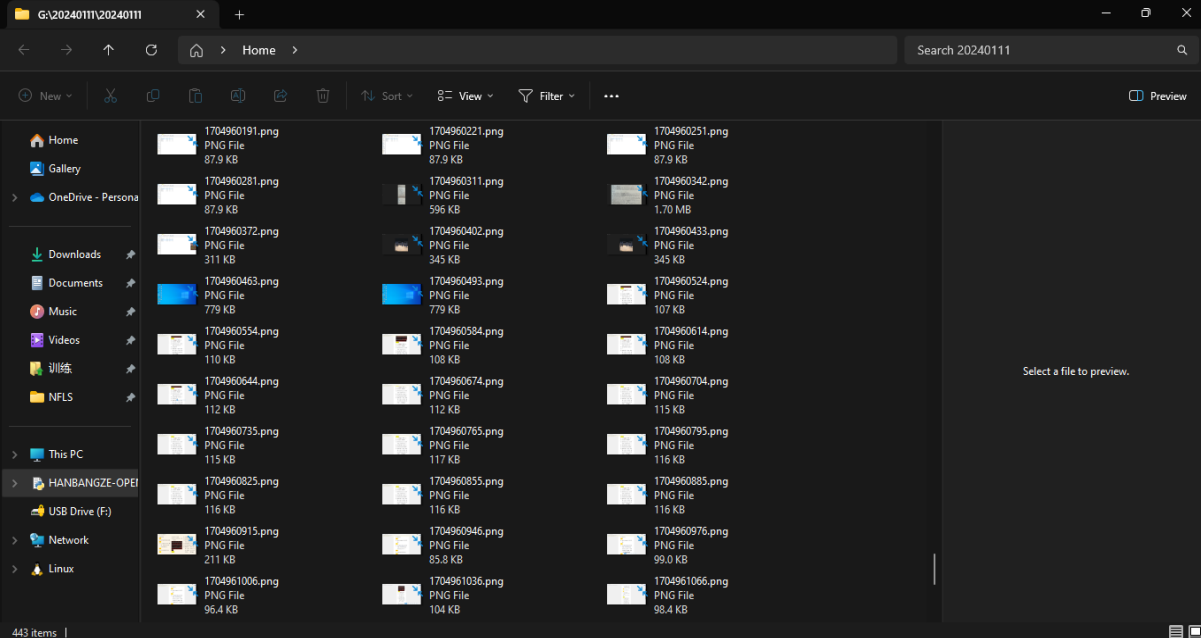 G:\20240111\20240111
Home
Search 20240111
New
Sort
View
Filter
Preview
Home
Gallery
OneDrive - Persona
Downloads
Documents
Music
Videos
训练
NFLS
This PC
HANBANGZE-OPEN
USB Drive (F:)
Network
Linux
1704960191.png
PNG File
87.9 KB
1704960221.png
PNG File
87.9 KB
1704960251.png
PNG File
87.9 KB
1704960281.png
PNG File
87.9 KB
1704960311.png
PNG File
596 KB
1704960342.png
PNG File
1.70 MB
1704960372.png
PNG File
311 KB
1704960402.png
PNG File
345 KB
1704960433.png
PNG File
345 KB
1704960463.png
PNG File
779 KB
1704960493.png
PNG File
779 KB
1704960524.png
PNG File
107 KB
1704960554.png
PNG File
110 KB
1704960584.png
PNG File
108 KB
1704960614.png
PNG File
108 KB
1704960644.png
PNG File
112 KB
1704960674.png
PNG File
112 KB
1704960704.png
PNG File
115 KB
1704960735.png
PNG File
115 KB
1704960765.png
PNG File
117 KB
1704960795.png
PNG File
116 KB
1704960825.png
PNG File
116 KB
1704960855.png
PNG File
116 KB
1704960885.png
PNG File
116 KB
1704960915.png
PNG File
211 KB
1704960946.png
PNG File
85.8 KB
1704960976.png
PNG File
99.0 KB
1704961006.png
PNG File
96.4 KB
1704961036.png
PNG File
104 KB
1704961066.png
PNG File
98.4 KB
Select a file to preview.
443 items